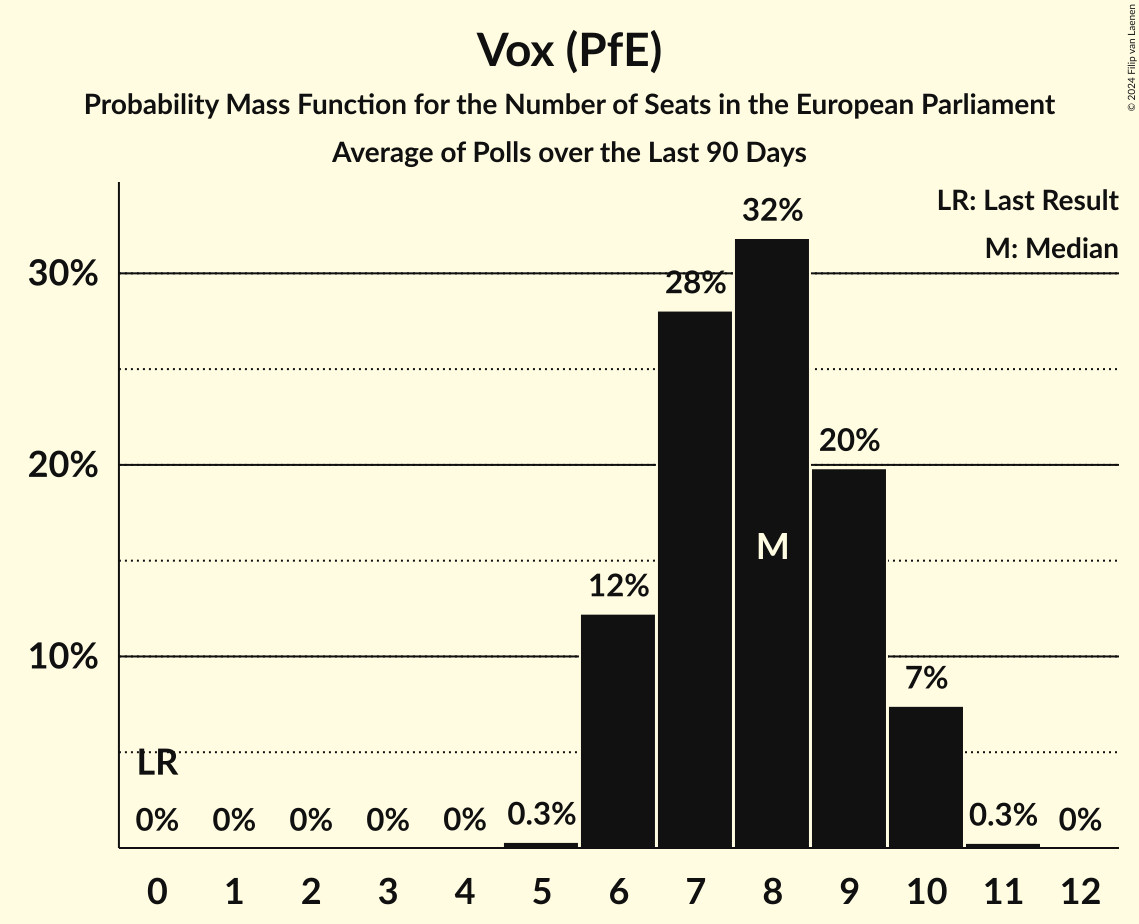 Vox (PfE)
Probability Mass Function for the Number of Seats in the European Parliament
Average of Polls over the Last 90 Days
© 2024 Filip van Laenen
LR: Last Result
M: Median
30%
20%
10%
LR
0%
0%
0%
0%
0%
0.3%
12%
28%
32%
M
20%
7%
0.3%
0%
0 1 2 3 4 5 6 7 8 9 10 11 12